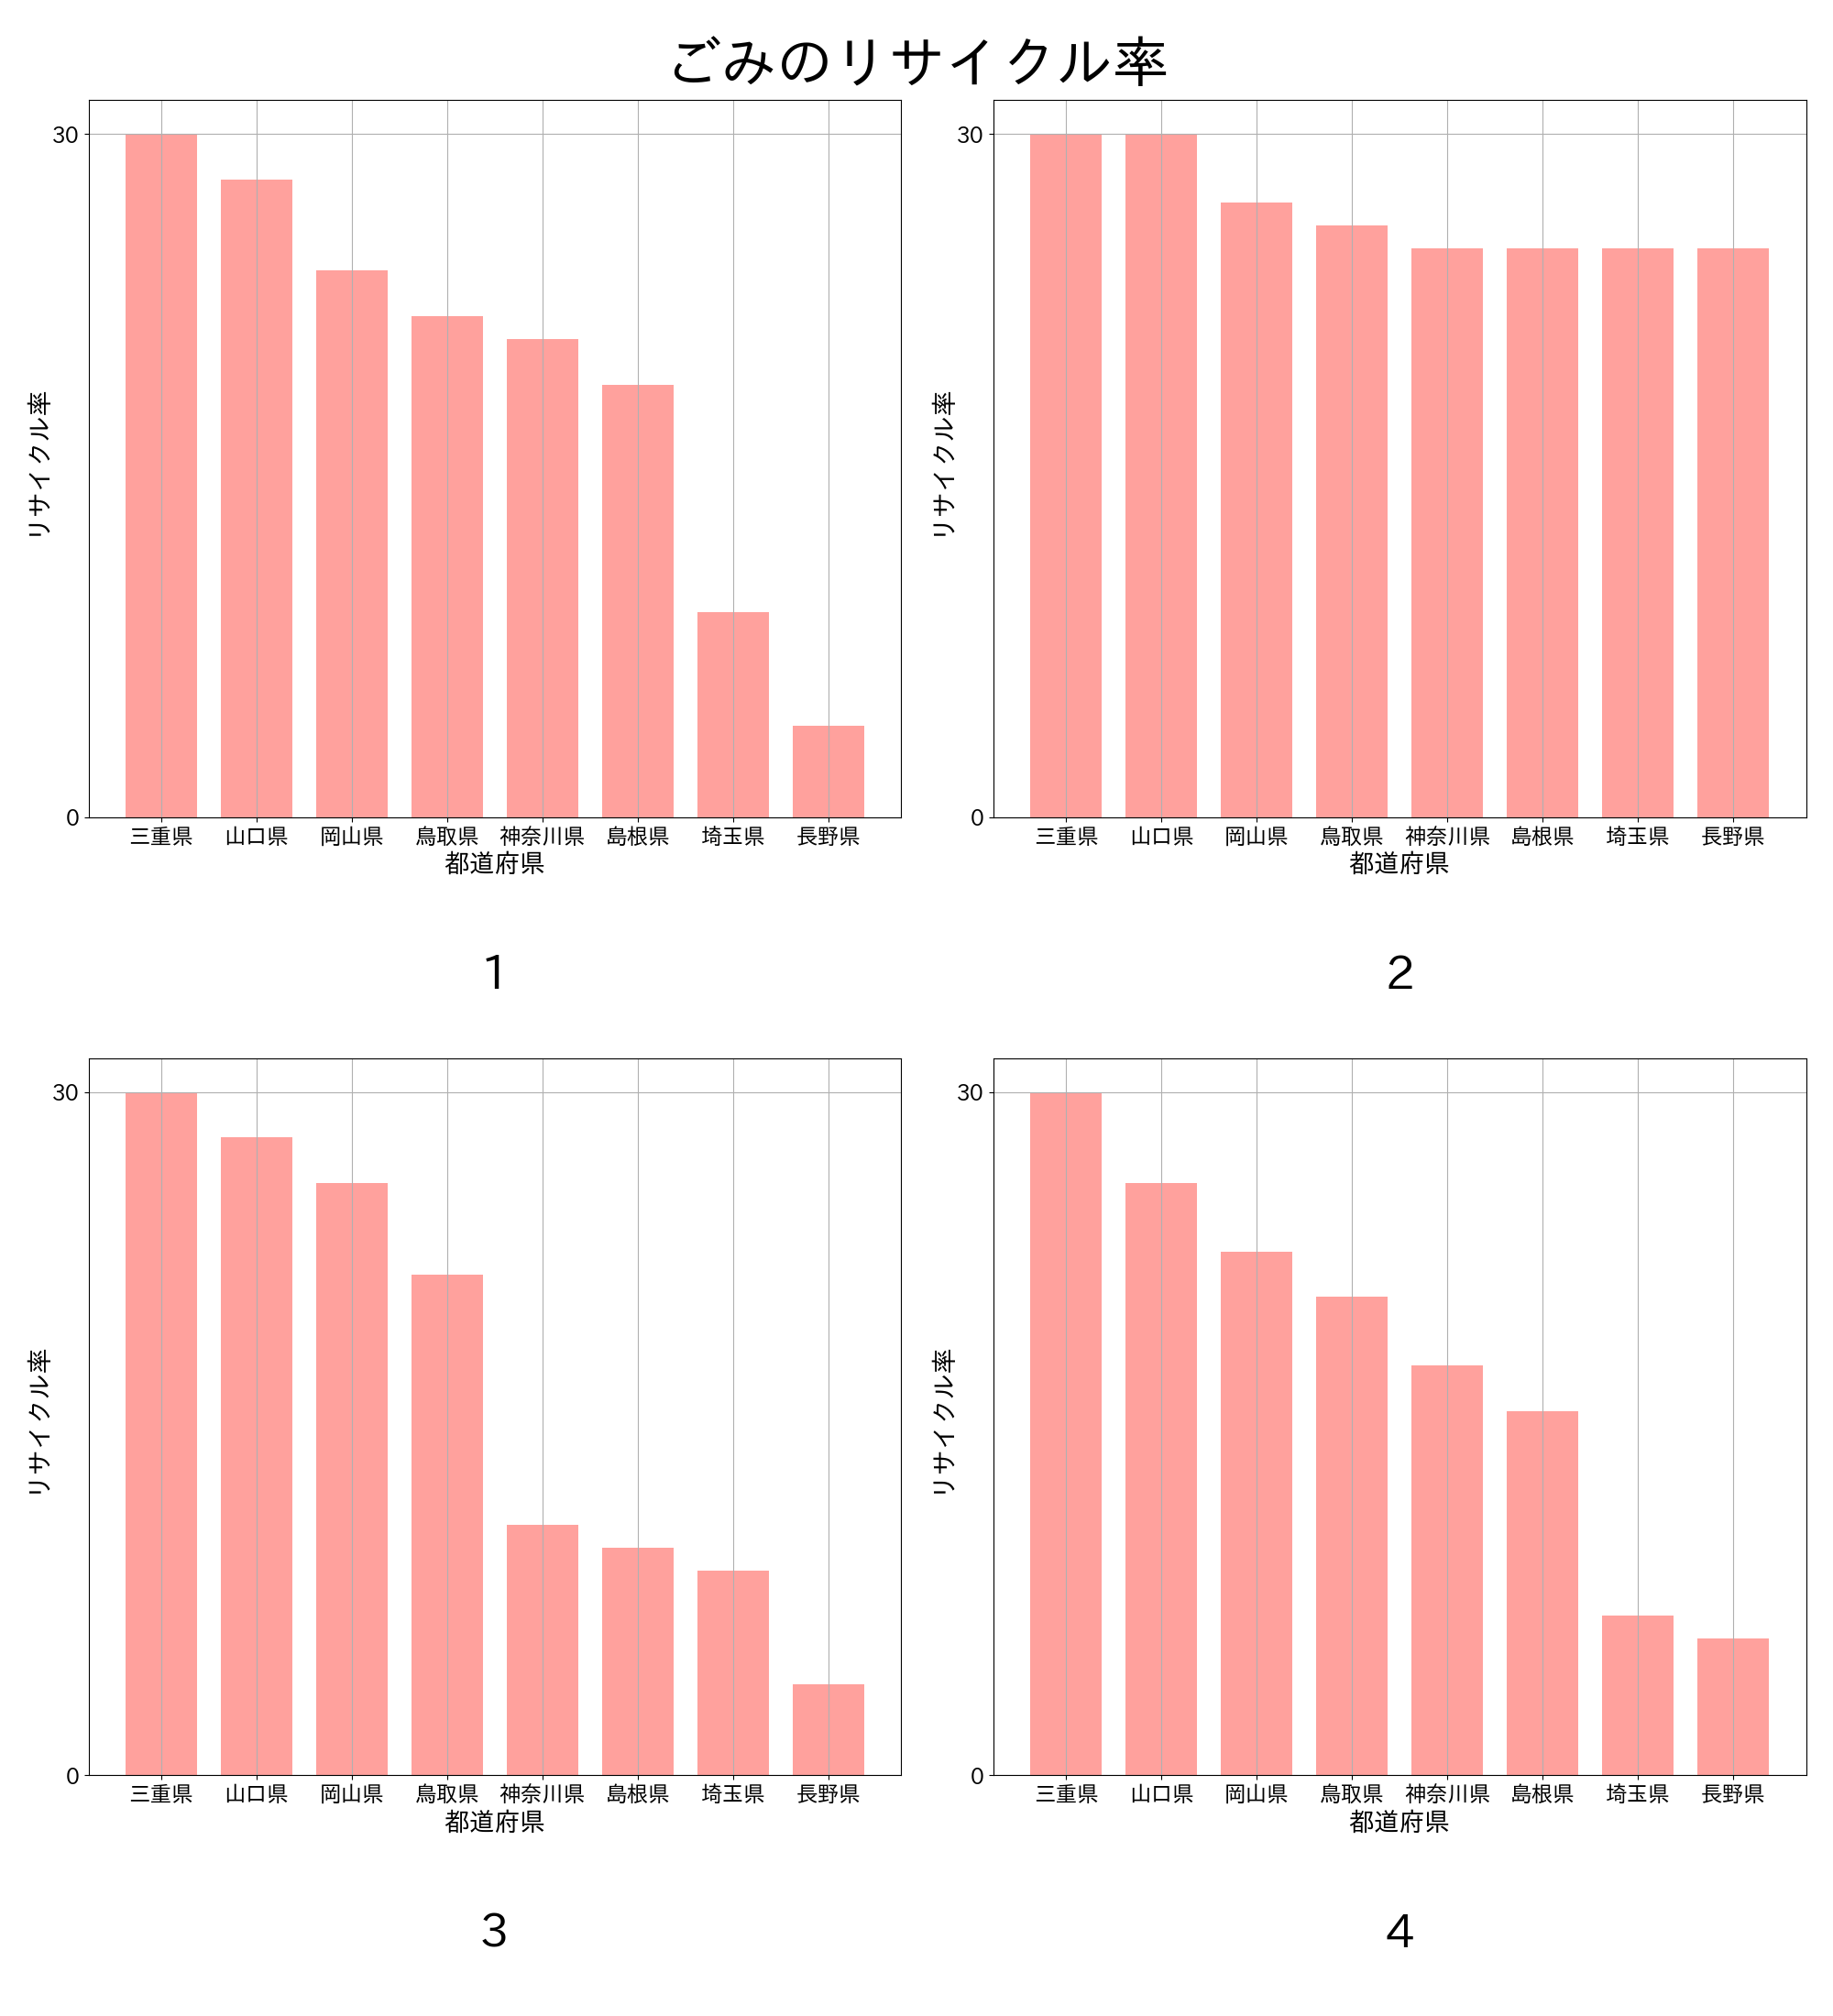 ごみのリサイクル率
30
0
リサイクル率
三重県 山口県 岡山県 鳥取県 神奈川県 島根県 埼玉県 長野県
都道府県
1
30
0
リサイクル率
三重県 山口県 岡山県 鳥取県 神奈川県 島根県 埼玉県 長野県
都道府県
2
30
0
リサイクル率
三重県 山口県 岡山県 鳥取県 神奈川県 島根県 埼玉県 長野県
都道府県
3
30
0
リサイクル率
三重県 山口県 岡山県 鳥取県 神奈川県 島根県 埼玉県 長野県
都道府県
4